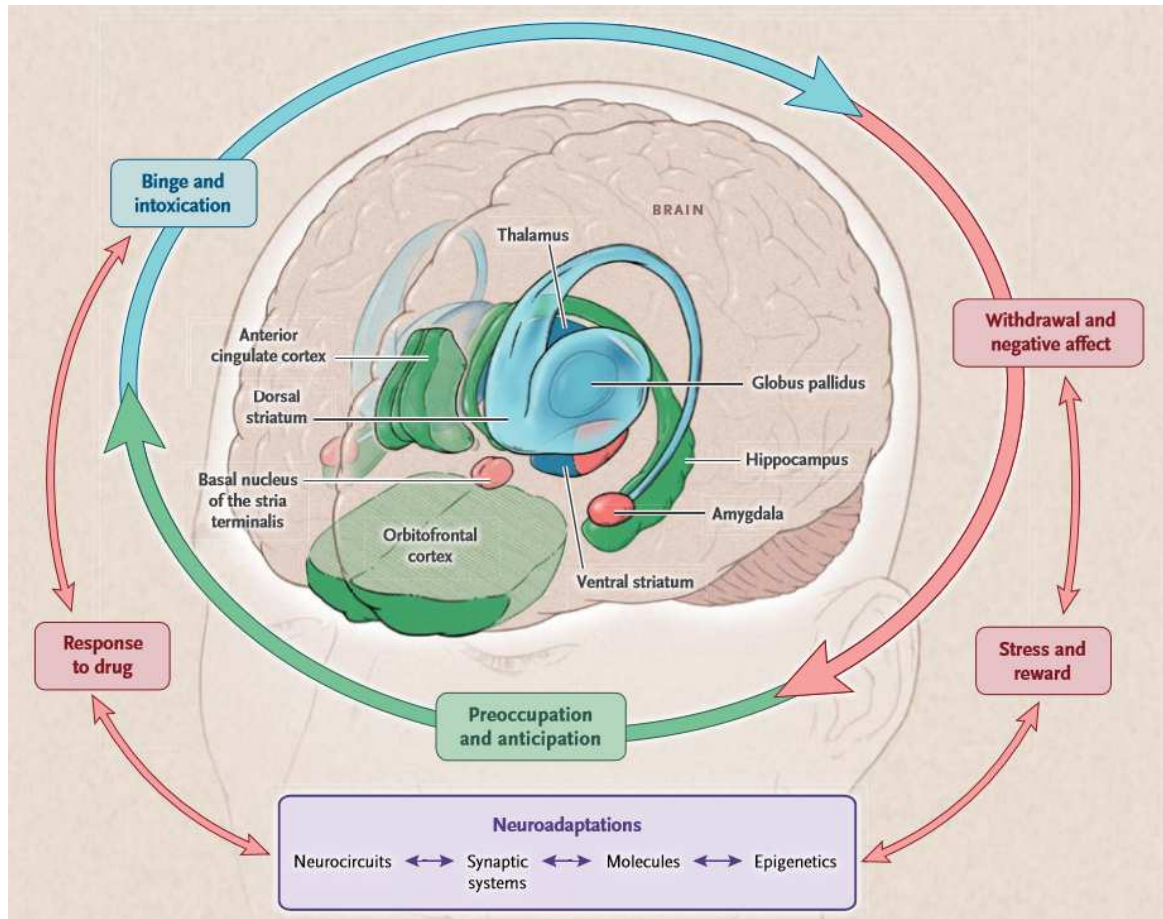 Binge and
intoxication
BRAIN
Thalamus
Anterior
cingulate cortex
Withdrawal and
negative affect
Globus pallidus
Dorsal
striatum
Hippocampus
Basal nucleus
of the stria
terminalis
Amygdala
Orbitofrontal
cortex
Ventral striatum
Response
to drug
Stress and
reward
Preoccupation
and anticipation
Neuroadaptations
Neurocircuits Synaptic Molecules Epigenetics
systems